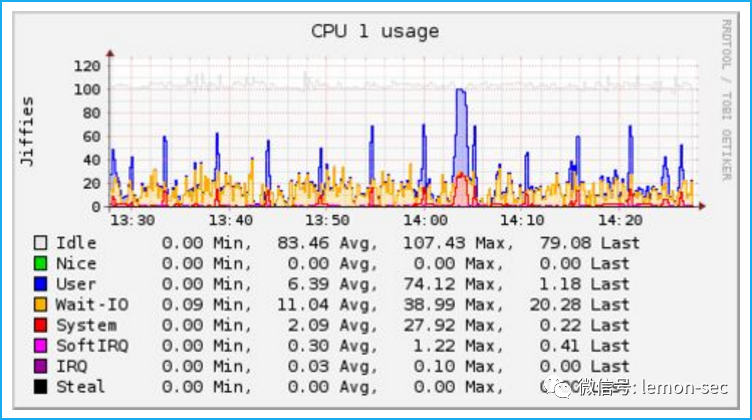 CPU 1 usage
RRDTOOL / TOBI OETIKER
Jiffies
120
100
80
60
40
20
0
13:30 13:40 13:50 14:00 14:10 14:20
Idle 0.00 Min, 83.46 Avg, 107.43 Max, 79.08 Last
Nice 0.00 Min, 0.00 Avg, 0.00 Max, 0.00 Last
User 0.00 Min, 6.39 Avg, 74.12 Max, 1.18 Last
Wait-IO 0.09 Min, 11.04 Avg, 38.99 Max, 20.28 Last
System 0.00 Min, 2.09 Avg, 27.92 Max, 0.22 Last
SoftIRQ 0.00 Min, 0.30 Avg, 1.22 Max, 0.41 Last
IRQ 0.00 Min, 0.03 Avg, 0.10 Max, 0.00 Last
Steal 0.00 Min, 0.00 Avg, 0.00 Max,
微信号: lemon-sec